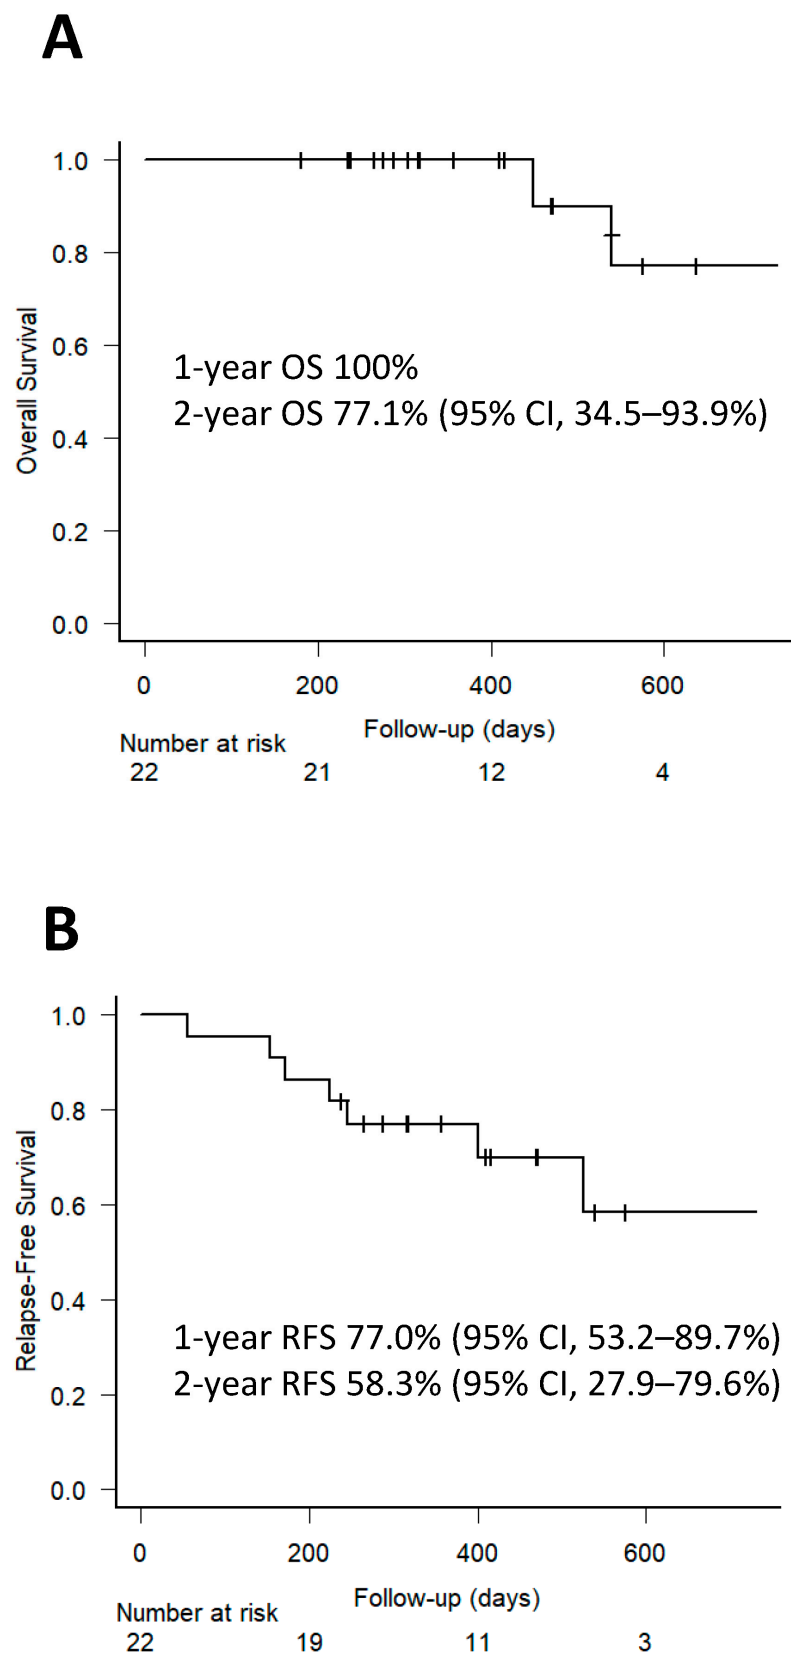 A
1.0
0.8
0.6
0.4
0.2
0.0
Overall Survival
1-year OS 100%
2-year OS 77.1% (95% CI, 34.5–93.9%)
0 200 400 600
Follow-up (days)
Number at risk
22 21 12 4
B
1.0
0.8
0.6
0.4
0.2
0.0
Relapse-Free Survival
1-year RFS 77.0% (95% CI, 53.2–89.7%)
2-year RFS 58.3% (95% CI, 27.9–79.6%)
0 200 400 600
Follow-up (days)
Number at risk
22 19 11 3